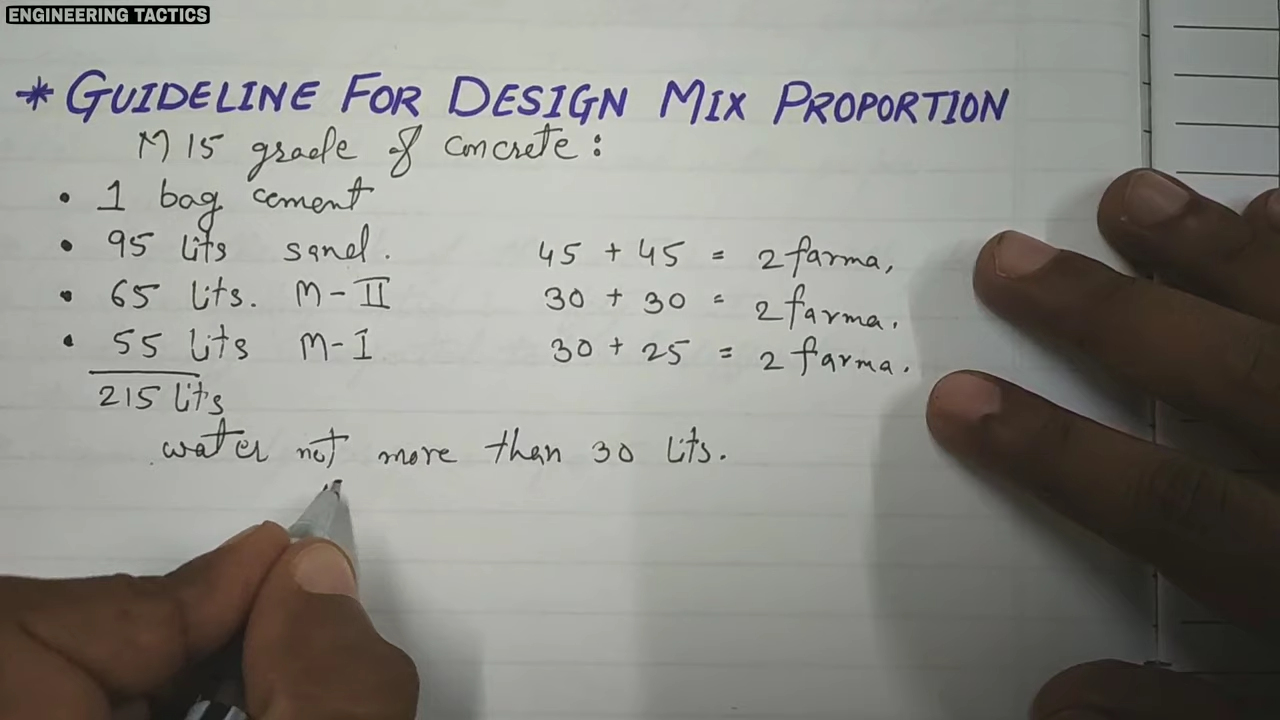 ENGINEERING TACTICS
* GUIDELINE FOR DESIGN MIX PROPORTION
M 15 grade of concrete :
• 1 bag cement
• 95 lits sand. 45 + 45 = 2 farma,
• 65 lits. M-II 30 + 30 = 2 farma.
• 55 lits M-I 30 + 25 = 2 farma.
215 lits
water not more than 30 lits.